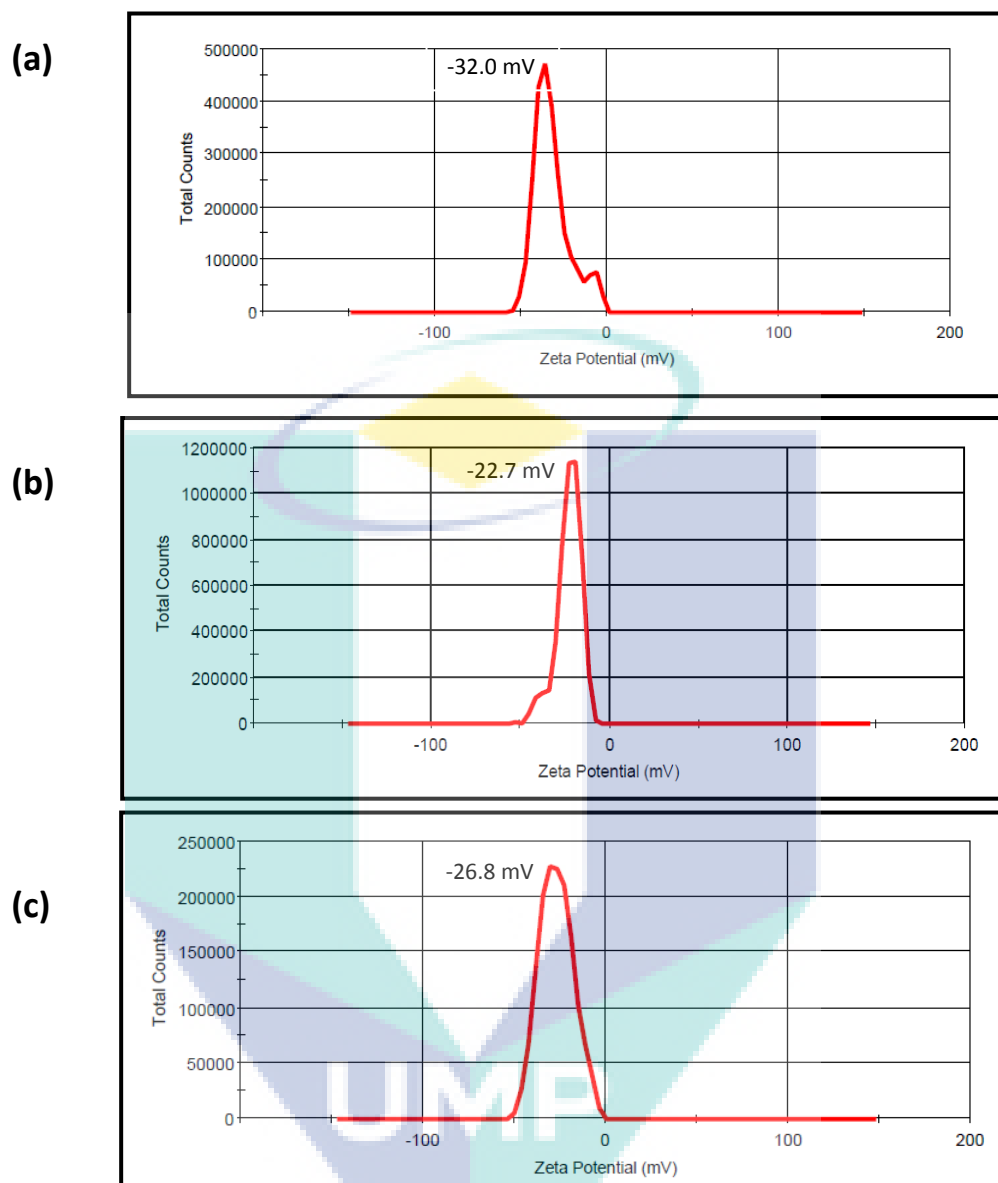 (a)
-32.0 mV
500000
400000
300000
200000
100000
0
Total Counts
-100 0 100 200
Zeta Potential (mV)
(b)
-22.7 mV
1200000
1000000
800000
600000
400000
200000
0
Total Counts
-100 0 100 200
Zeta Potential (mV)
(c)
-26.8 mV
250000
200000
150000
100000
50000
0
Total Counts
-100 0 100 200
Zeta Potential (mV)
UMP